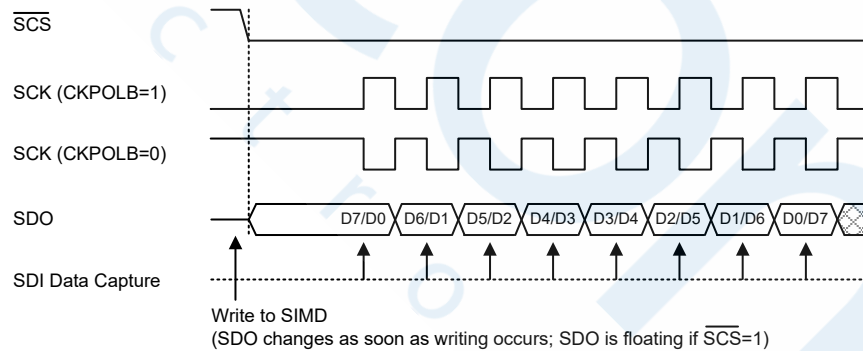 SCS
SCK (CKPOLB=1)
SCK (CKPOLB=0)
SDO
D7/D0 D6/D1 D5/D2 D4/D3 D3/D4 D2/D5 D1/D6 D0/D7
SDI Data Capture
Write to SIMD
(SDO changes as soon as writing occurs; SDO is floating if SCS=1)